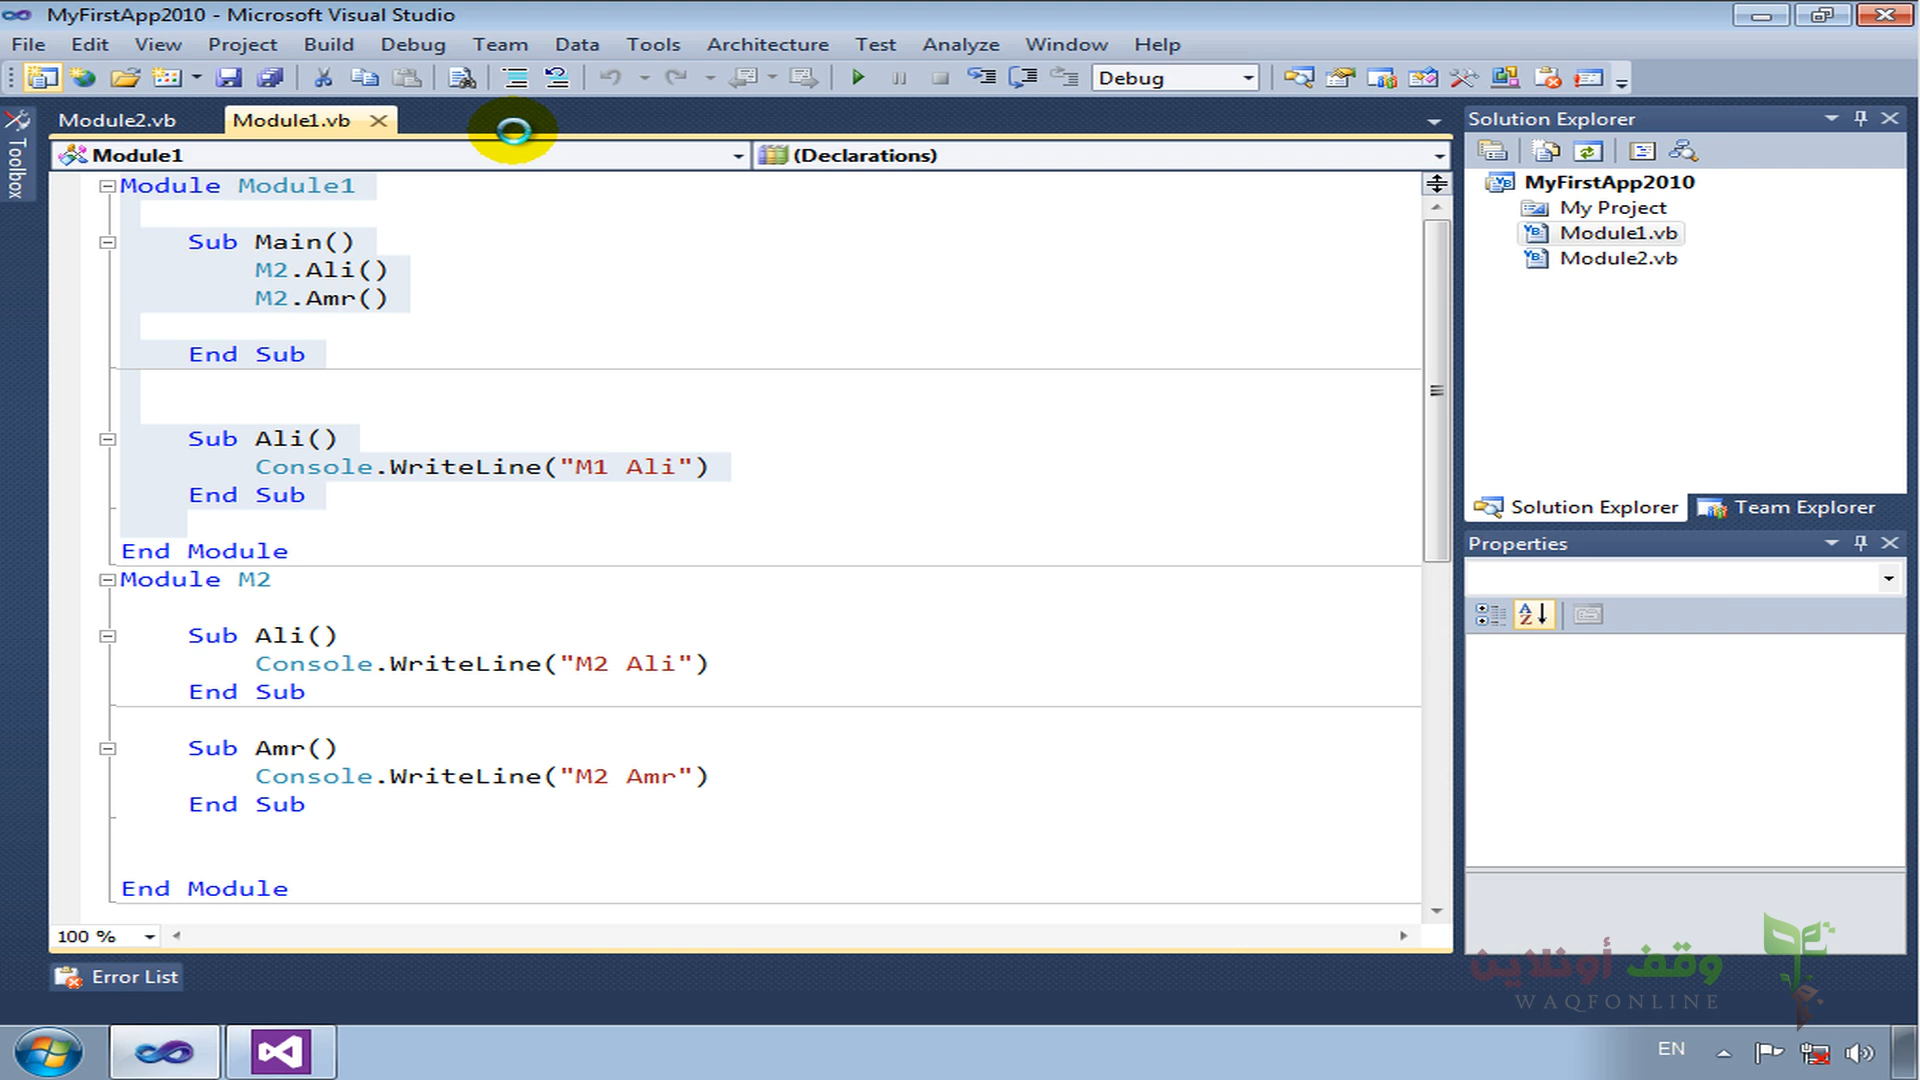 MyFirstApp2010 - Microsoft Visual Studio
File Edit View Project Build Debug Team Data Tools Architecture Test Analyze Window Help
Debug
Toolbox
Module2.vb Module1.vb
Module1 (Declarations)
Module Module1
Sub Main()
M2.Ali()
M2.Amr()
End Sub
Sub Ali()
Console.WriteLine("M1 Ali")
End Sub
End Module
Module M2
Sub Ali()
Console.WriteLine("M2 Ali")
End Sub
Sub Amr()
Console.WriteLine("M2 Amr")
End Sub
End Module
100 %
Error List
Solution Explorer
MyFirstApp2010
My Project
Module1.vb
Module2.vb
Solution Explorer Team Explorer
Properties
وقف أونلاين
WAQFONLINE
EN